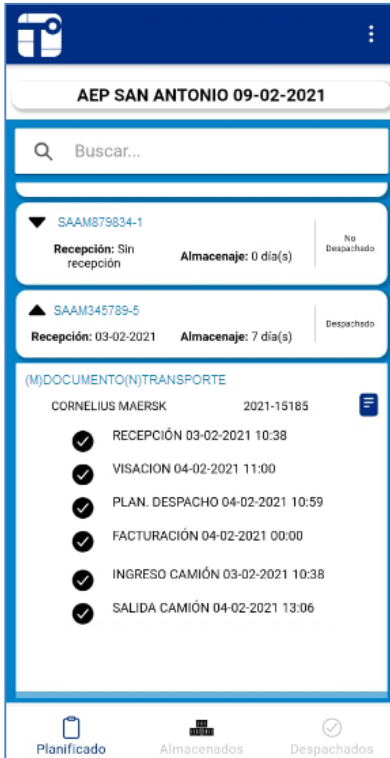 AEP SAN ANTONIO 09-02-2021
Buscar...
SAAM879834-1
Recepción: Sin recepción
Almacenaje: 0 día(s)
No Despachado
SAAM345789-5
Recepción: 03-02-2021
Almacenaje: 7 día(s)
Despachado
(M)DOCUMENTO(N)TRANSPORTE
CORNELIUS MAERSK 2021-15185
RECEPCIÓN 03-02-2021 10:38
VISACION 04-02-2021 11:00
PLAN. DESPACHO 04-02-2021 10:59
FACTURACIÓN 04-02-2021 00:00
INGRESO CAMIÓN 03-02-2021 10:38
SALIDA CAMIÓN 04-02-2021 13:06
Planificado Almacenados Despachados